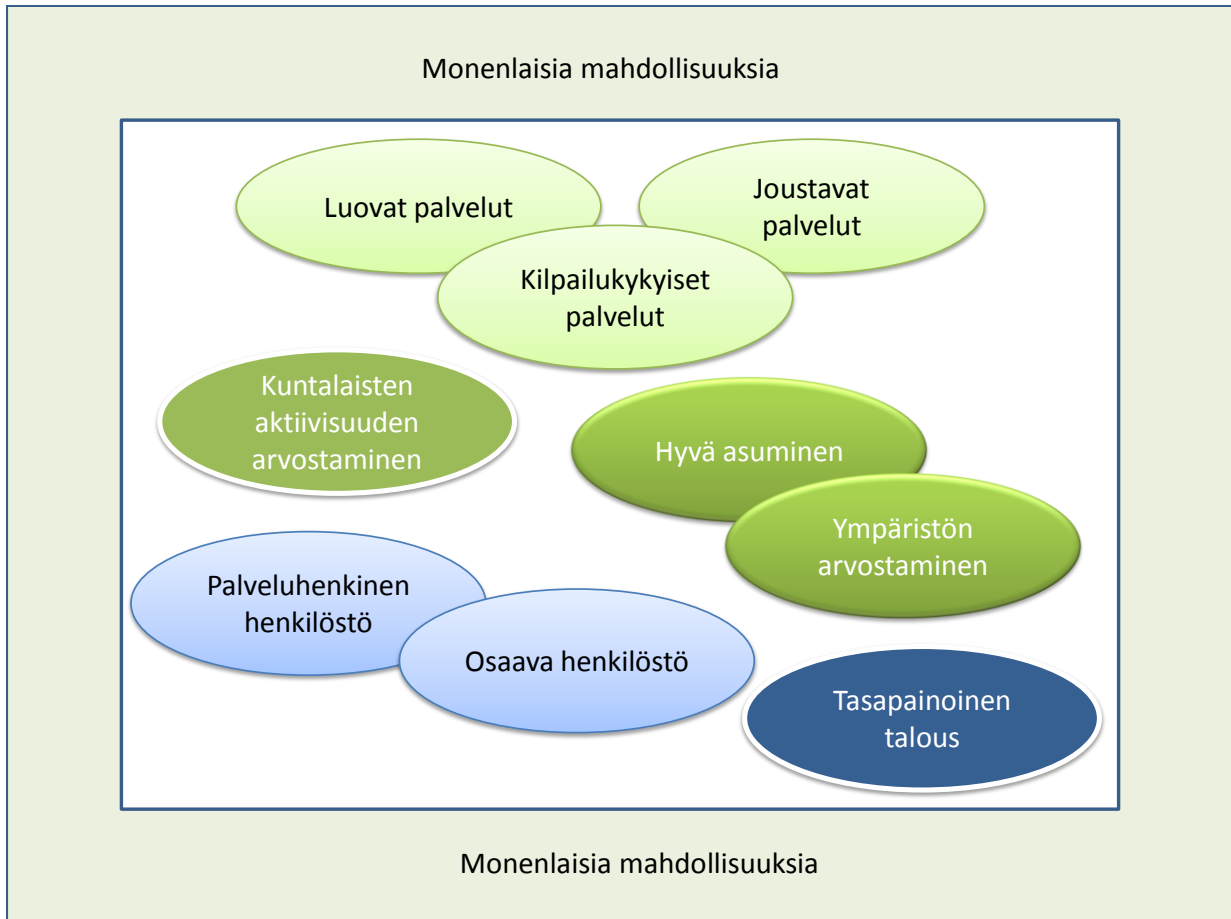 Monenlaisia mahdollisuuksia
Luovat palvelut
Joustavat
palvelut
Kilpailukykyiset
palvelut
Kuntalaisten
aktiivisuuden
arvostaminen
Hyvä asuminen
Ympäristön
arvostaminen
Palveluhenkinen
henkilöstö
Osaava henkilöstö
Tasapainoinen
talous
Monenlaisia mahdollisuuksia